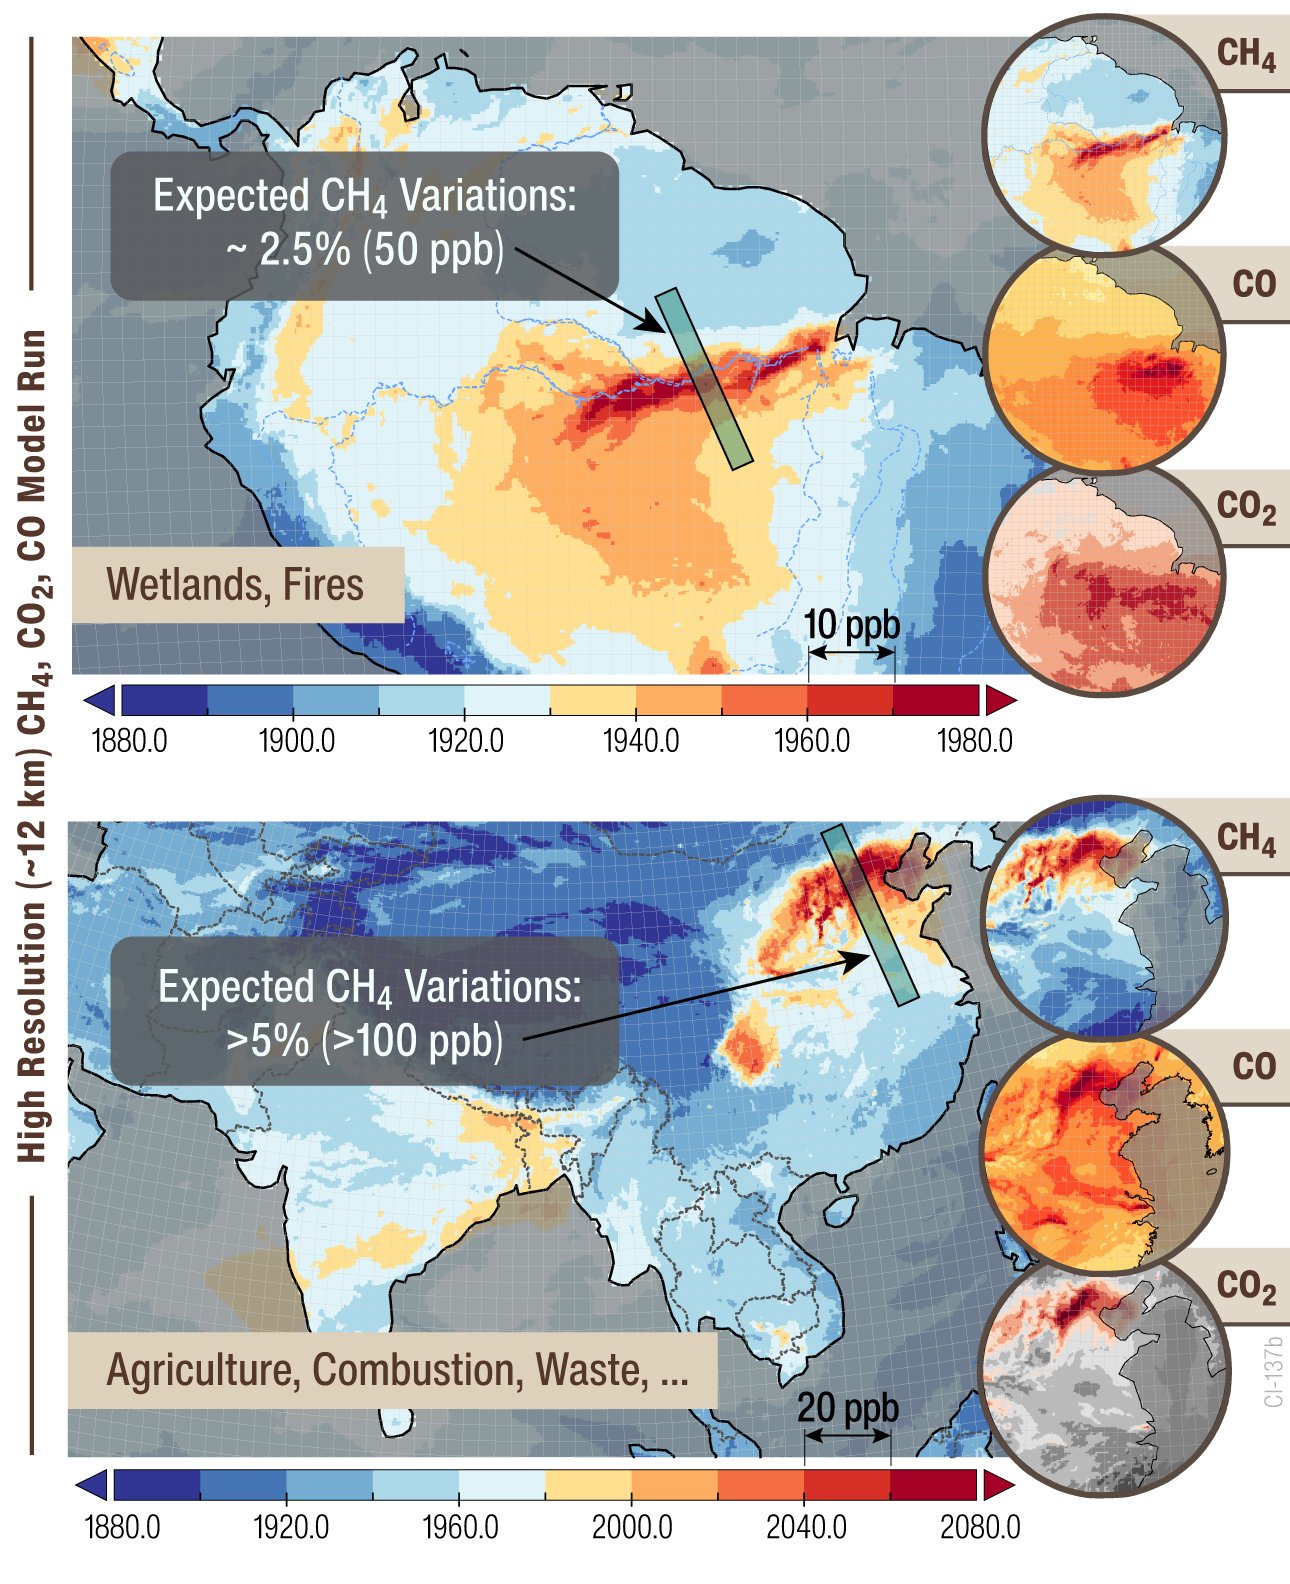 High Resolution (~12 km) CH4, CO2, CO Model Run
Expected CH4 Variations:
~ 2.5% (50 ppb)
Wetlands, Fires
10 ppb
1880.0 1900.0 1920.0 1940.0 1960.0 1980.0
CH4
CO
CO2
Expected CH4 Variations:
>5% (>100 ppb)
Agriculture, Combustion, Waste, ...
20 ppb
1880.0 1920.0 1960.0 2000.0 2040.0 2080.0
CH4
CO
CO2
CI-137b